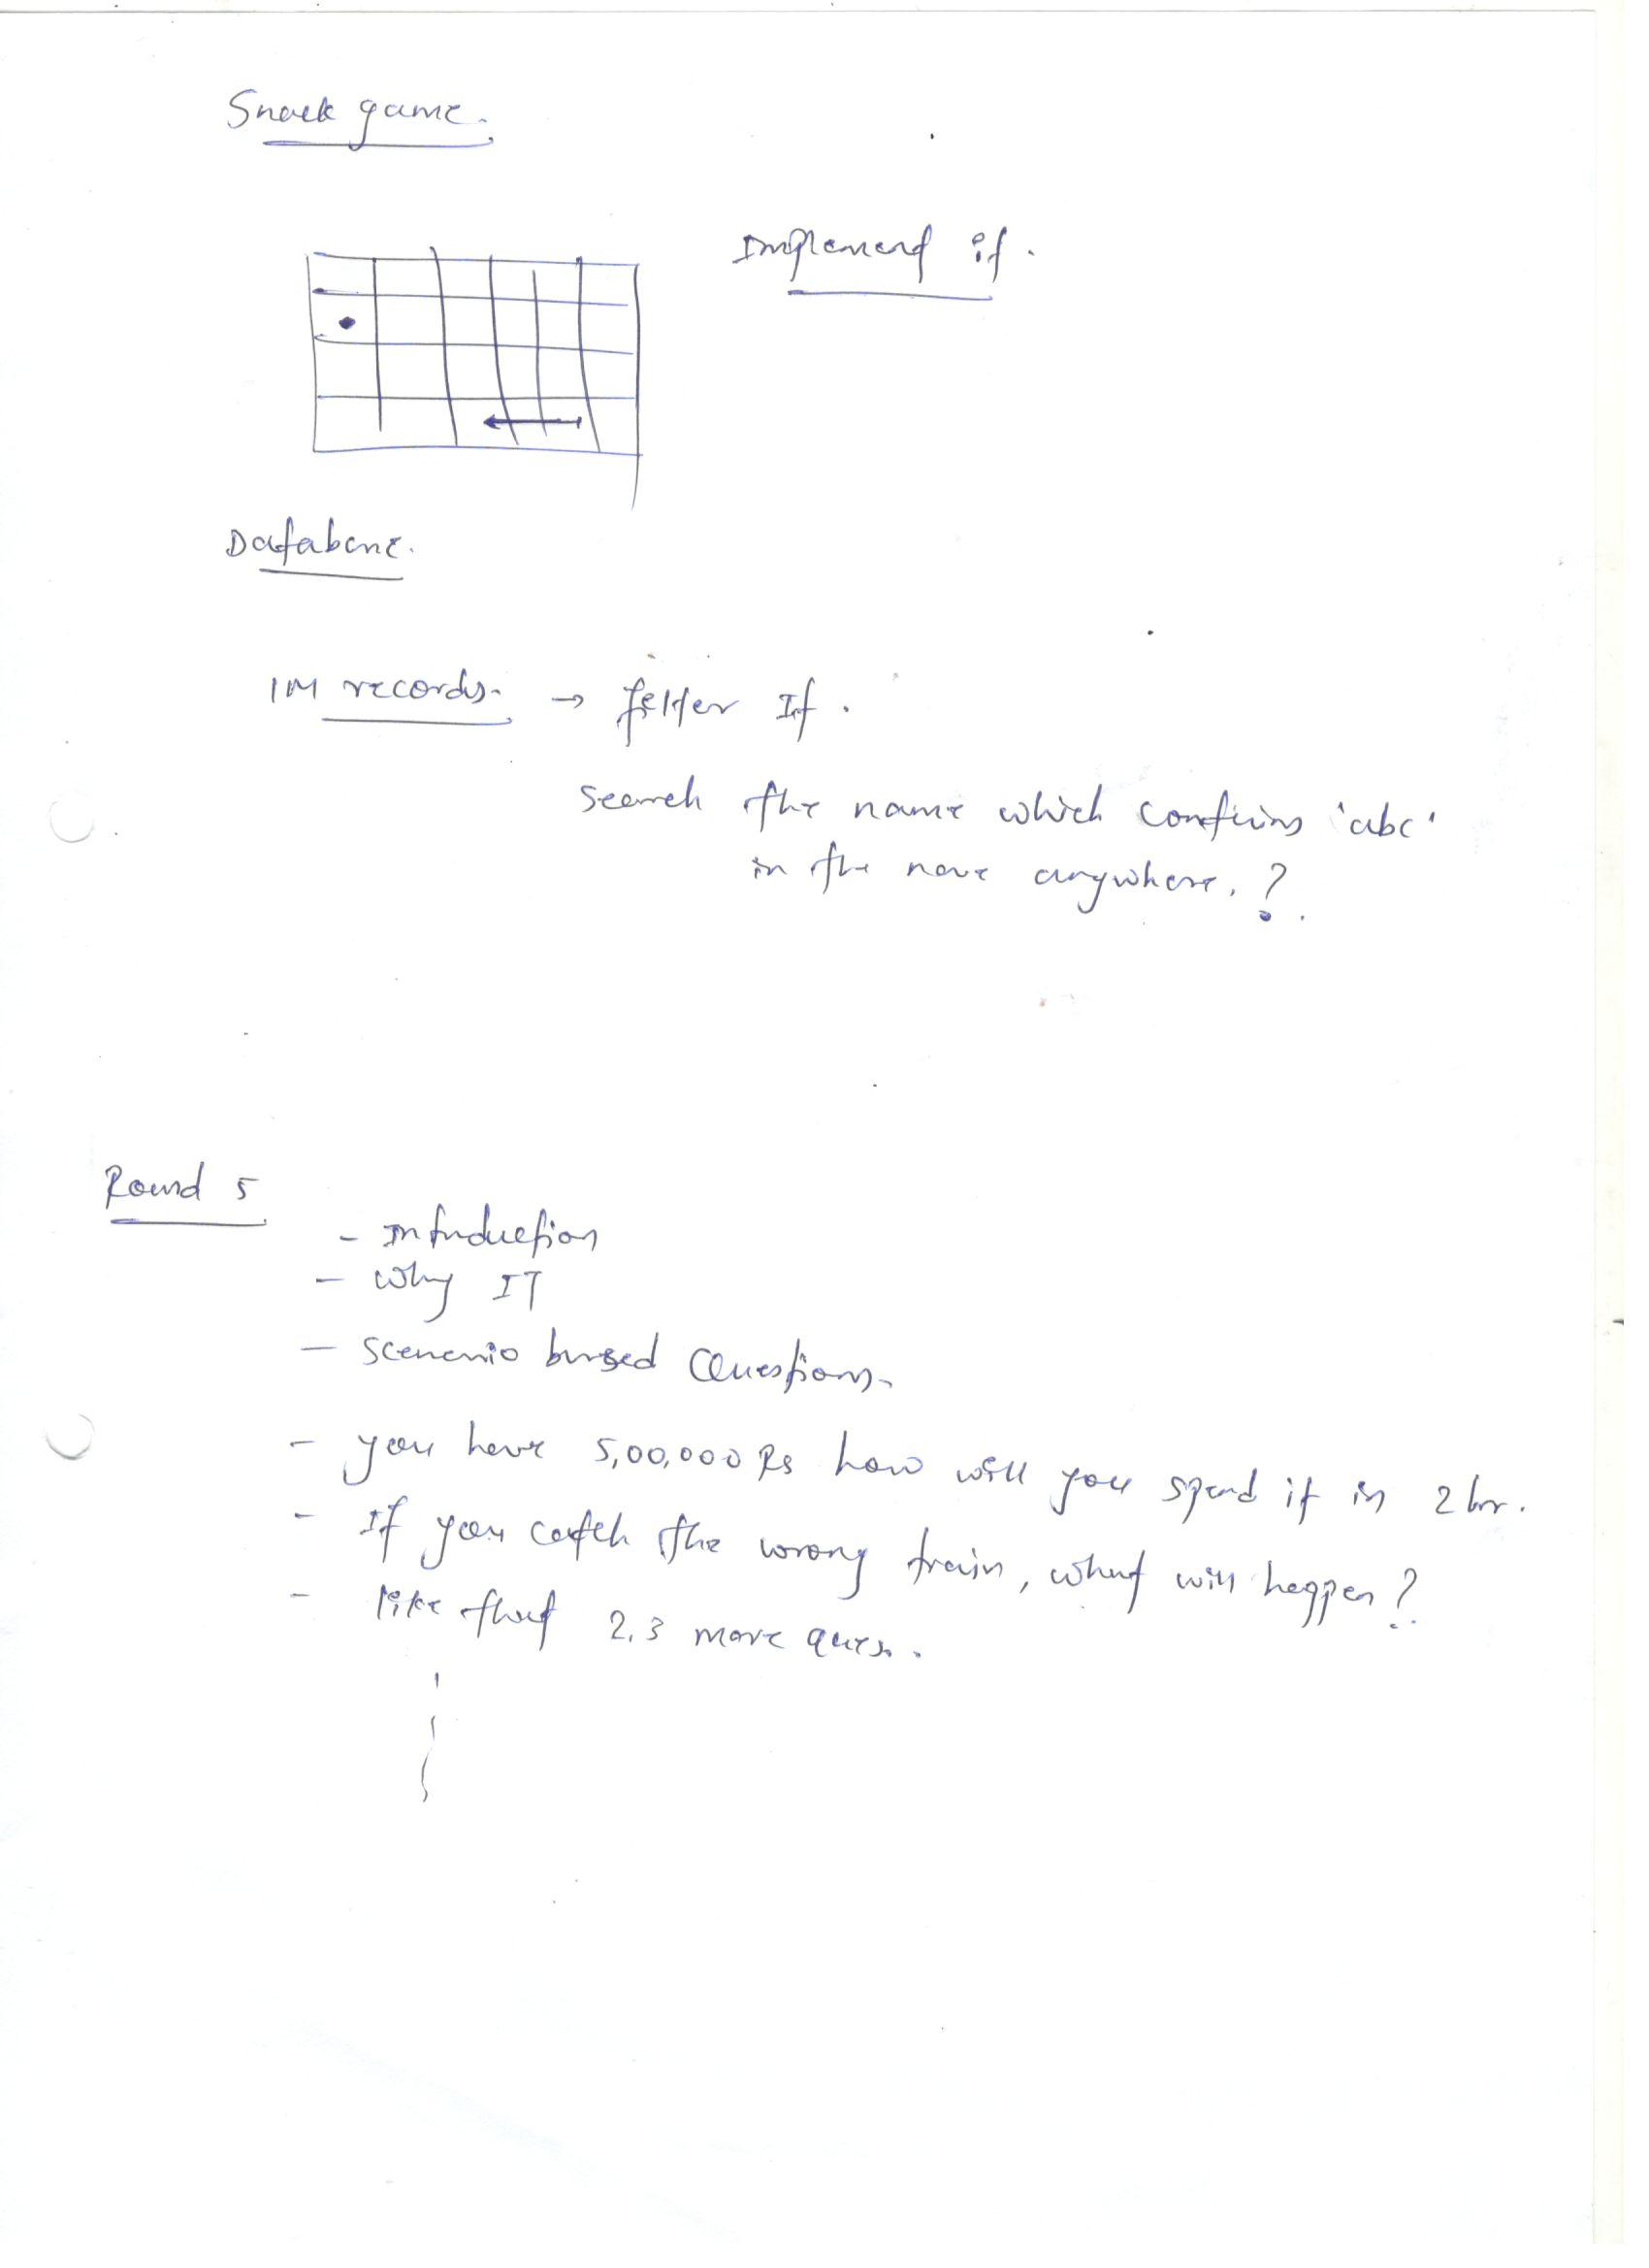 Snack game.
Implement it.
Database.
1M records. → filter it.
search the name which contains 'abc'
in the name anywhere. ?
Round 5
- Introduction
- Why IT
- Scenerio based Questions.
- you have 5,00,000 Rs how will you spend it in 2 hr.
- If you catch the wrong train, what will happen?
- like that 2, 3 more ques.